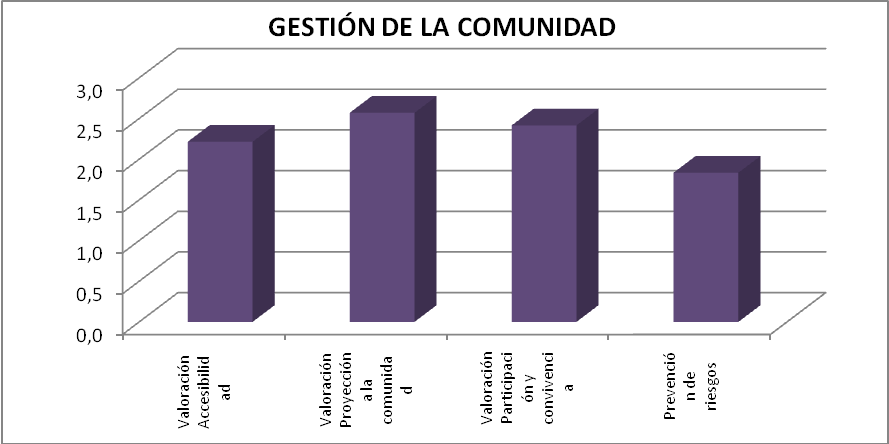 GESTIÓN DE LA COMUNIDAD
3,0
2,5
2,0
1,5
1,0
0,5
0,0
Valoración
Accesibilid
ad
Valoración
Proyección
a la
comunida
d
Valoración
Participaci
ón y
convivenci
a
Prevenció
n de
riesgos